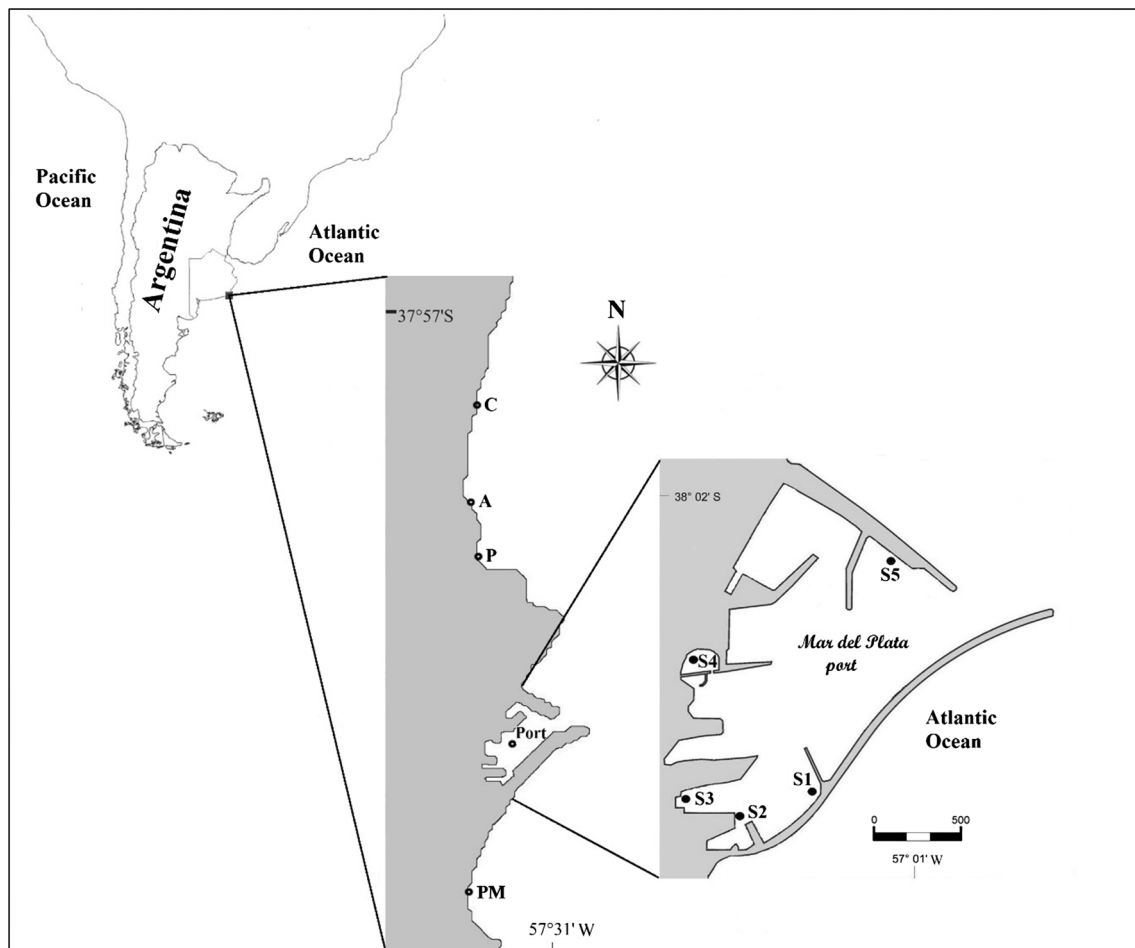 Pacific
Ocean
Argentina
Atlantic
Ocean
37°57'S
N
C
A
P
Port
PM
57°31' W
38° 02' S
S5
Mar del Plata
port
S4
Atlantic
Ocean
S1
S3
S2
0 500
57° 01' W